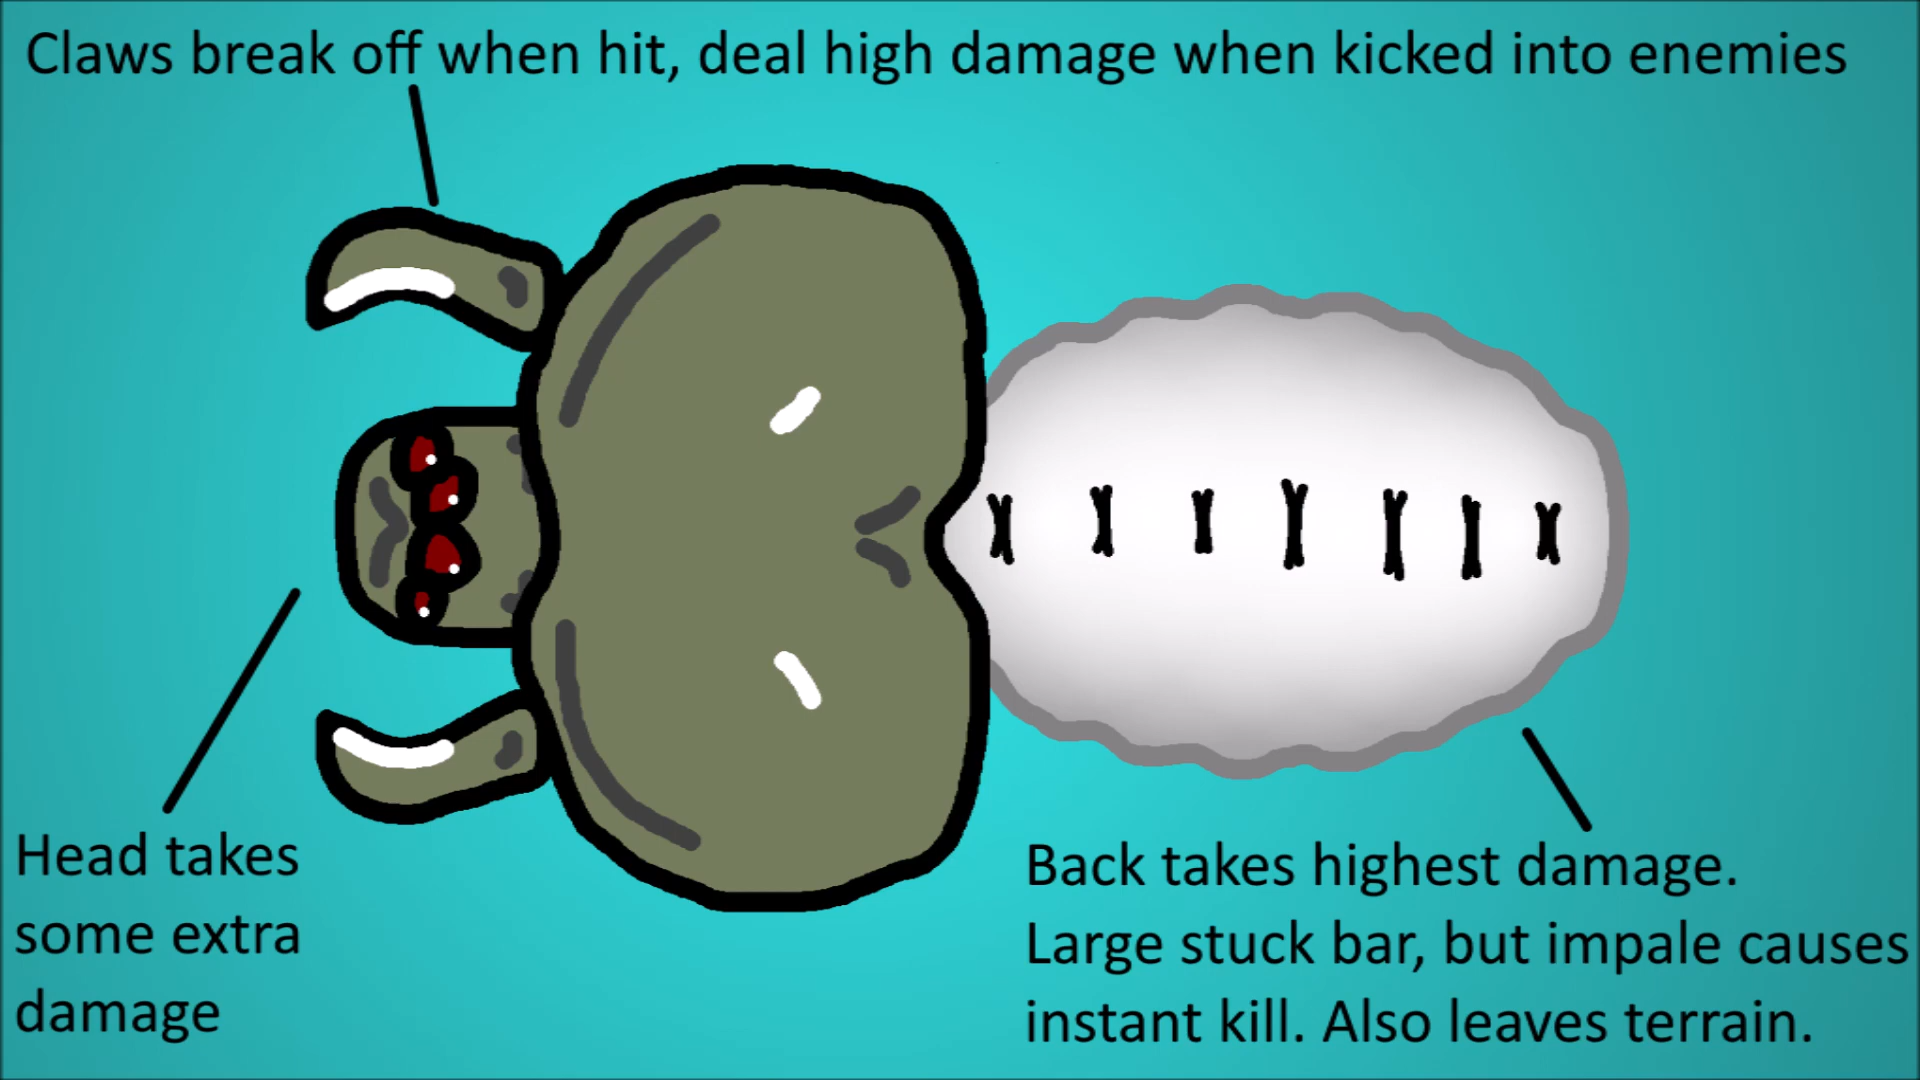 Claws break off when hit, deal high damage when kicked into enemies
Head takes
some extra
damage
Back takes highest damage.
Large stuck bar, but impale causes
instant kill. Also leaves terrain.